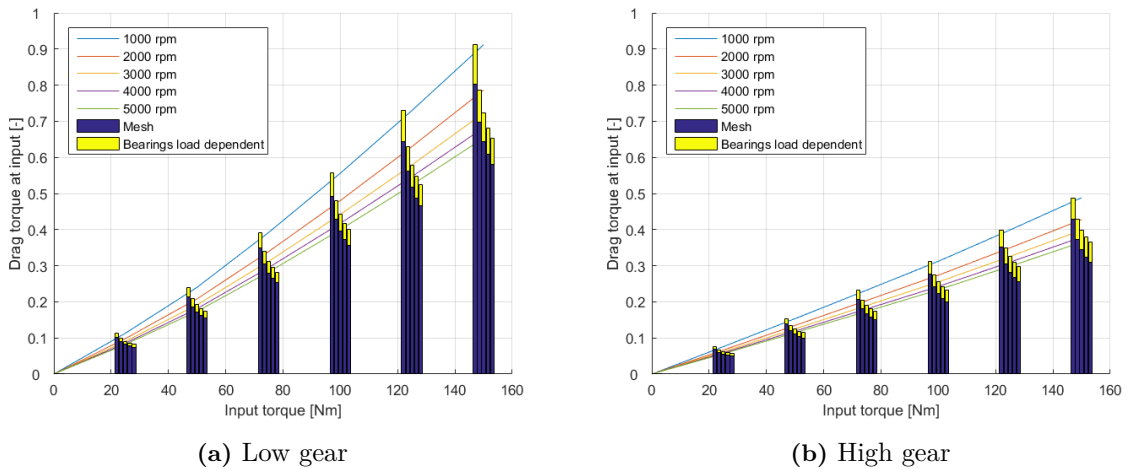 1
0.9
0.8
0.7
0.6
0.5
0.4
0.3
0.2
0.1
0
Drag torque at input [-]
1000 rpm
2000 rpm
3000 rpm
4000 rpm
5000 rpm
Mesh
Bearings load dependent
0 20 40 60 80 100 120 140 160
Input torque [Nm]
(a) Low gear
1
0.9
0.8
0.7
0.6
0.5
0.4
0.3
0.2
0.1
0
Drag torque at input [-]
1000 rpm
2000 rpm
3000 rpm
4000 rpm
5000 rpm
Mesh
Bearings load dependent
0 20 40 60 80 100 120 140 160
Input torque [Nm]
(b) High gear